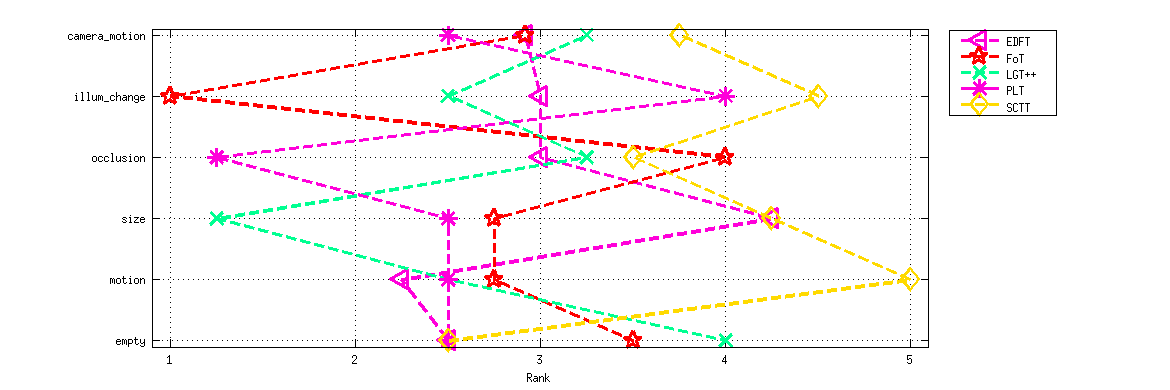 camera_motion
illum_change
occlusion
size
motion
empty
1 2 3 4 5
Rank
EDFT
FoT
LGT++
PLT
SCTT